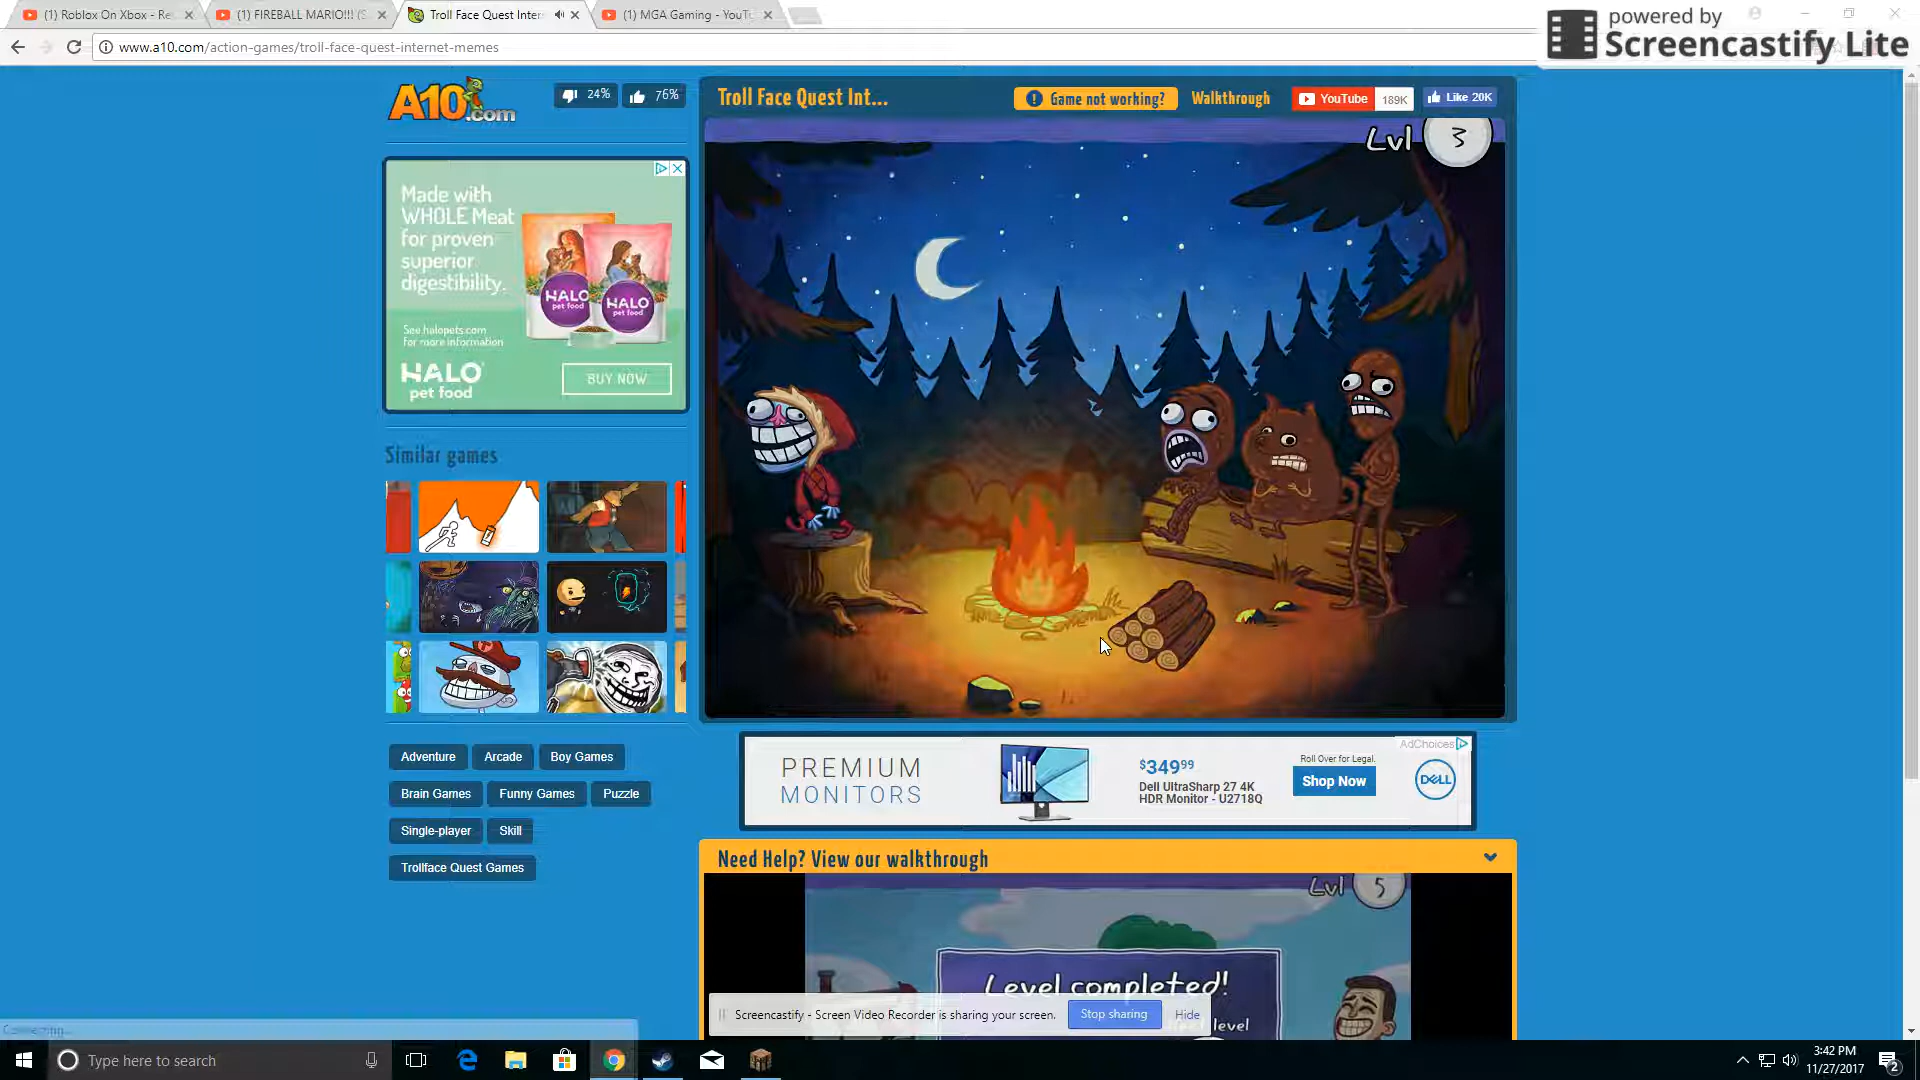 (1) Roblox On Xbox - Re
(1) FIREBALL MARIO!!! (S
Troll Face Quest Inter
(1) MGA Gaming - YouTu
powered by
Screencastify Lite
www.a10.com/action-games/troll-face-quest-internet-memes
A10.com
24%
76%
Troll Face Quest Int...
Game not working?
Walkthrough
YouTube
189K
Like 20K
Lvl 3
Made with
WHOLE Meat
for proven
superior
digestibility.
HALO
pet food
HALO
pet food
See halopets.com
for more information
HALO
pet food
BUY NOW
Similar games
Adventure
Arcade
Boy Games
Brain Games
Funny Games
Puzzle
Single-player
Skill
Trollface Quest Games
PREMIUM
MONITORS
$349.99
Dell UltraSharp 27 4K
HDR Monitor - U2718Q
Roll Over for Legal.
Shop Now
AdChoices
DELL
Need Help? View our walkthrough
Lvl 5
Level completed!
level
Screencastify - Screen Video Recorder is sharing your screen.
Stop sharing
Hide
Connecting...
Type here to search
3:42 PM
11/27/2017
2